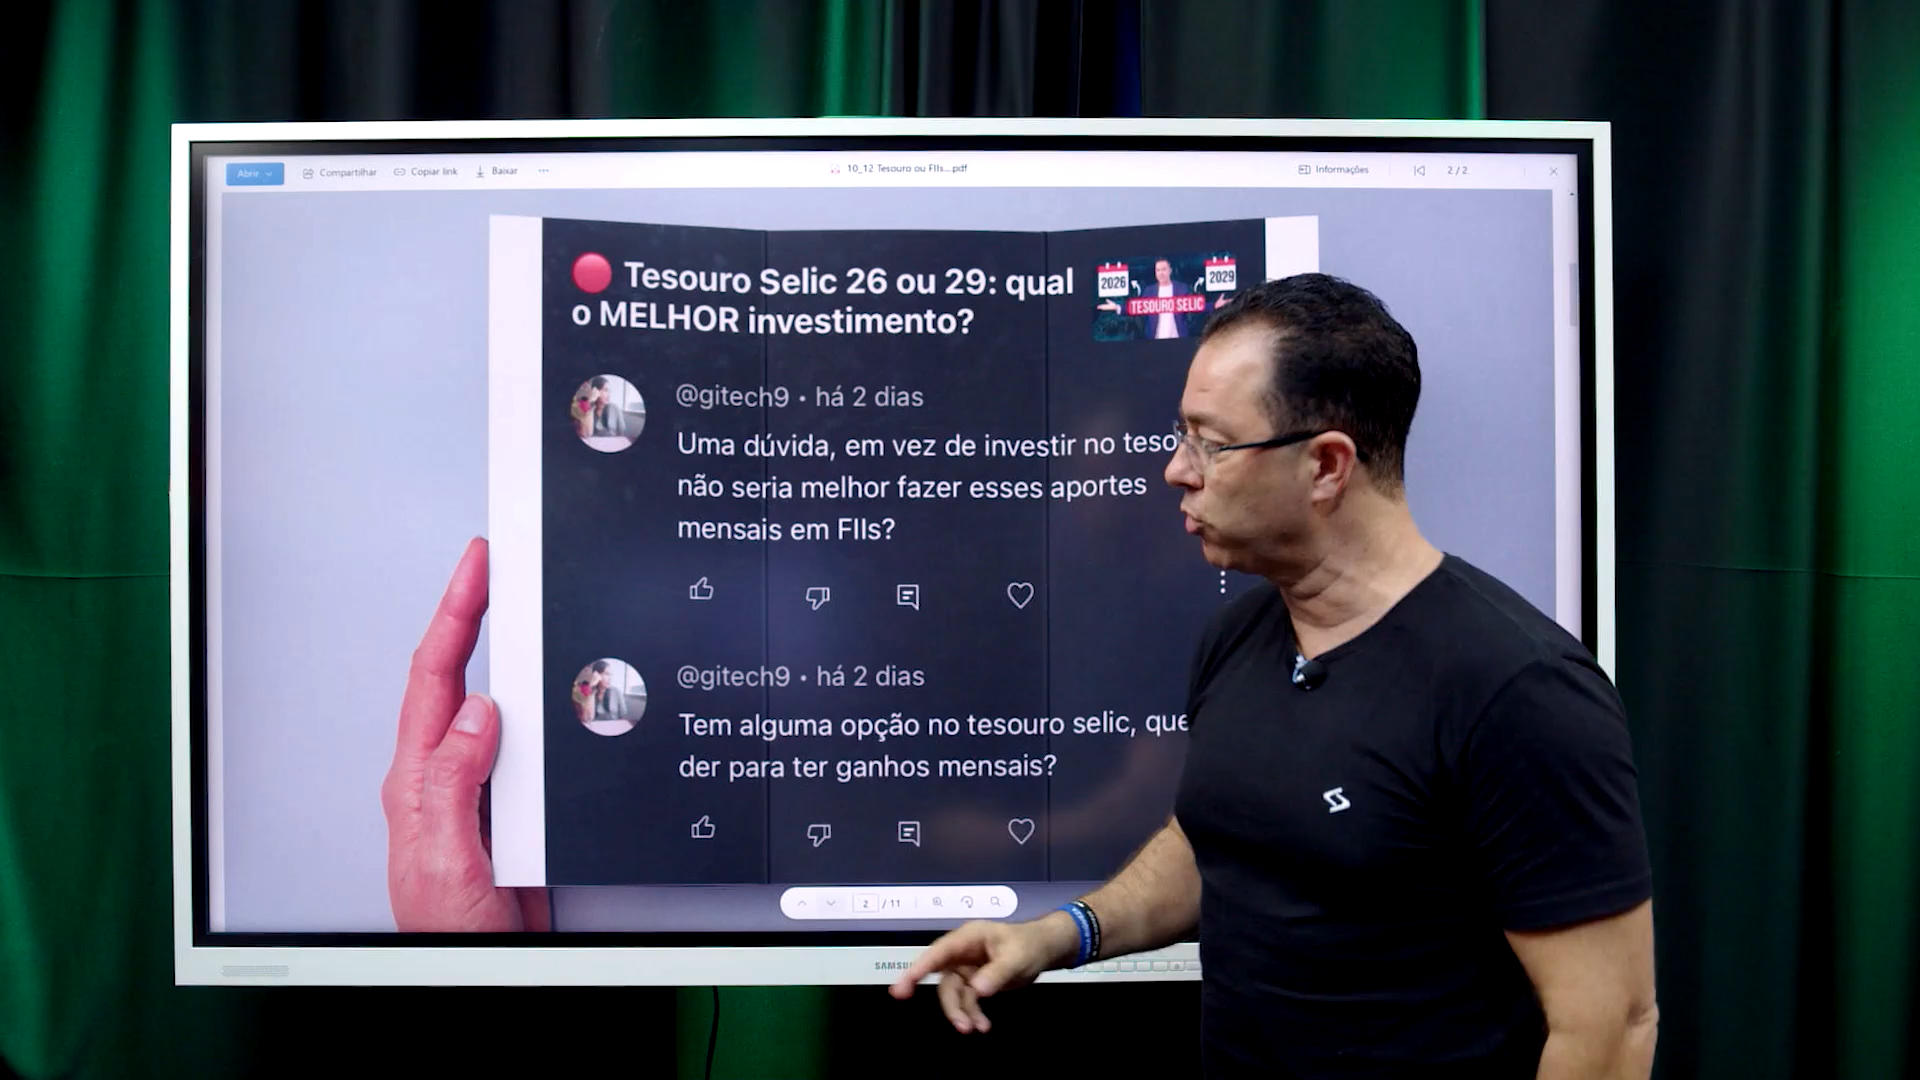 Abrir
Compartilhar
Copiar link
Baixar
10_12 Tesouro ou FIIs....pdf
Informações
2 / 2
Tesouro Selic 26 ou 29: qual
o MELHOR investimento?
2026
2029
TESOURO SELIC
@gitech9 • há 2 dias
Uma dúvida, em vez de investir no teso
não seria melhor fazer esses aportes
mensais em FIIs?
@gitech9 • há 2 dias
Tem alguma opção no tesouro selic, que
der para ter ganhos mensais?
2 / 11
SAMSU